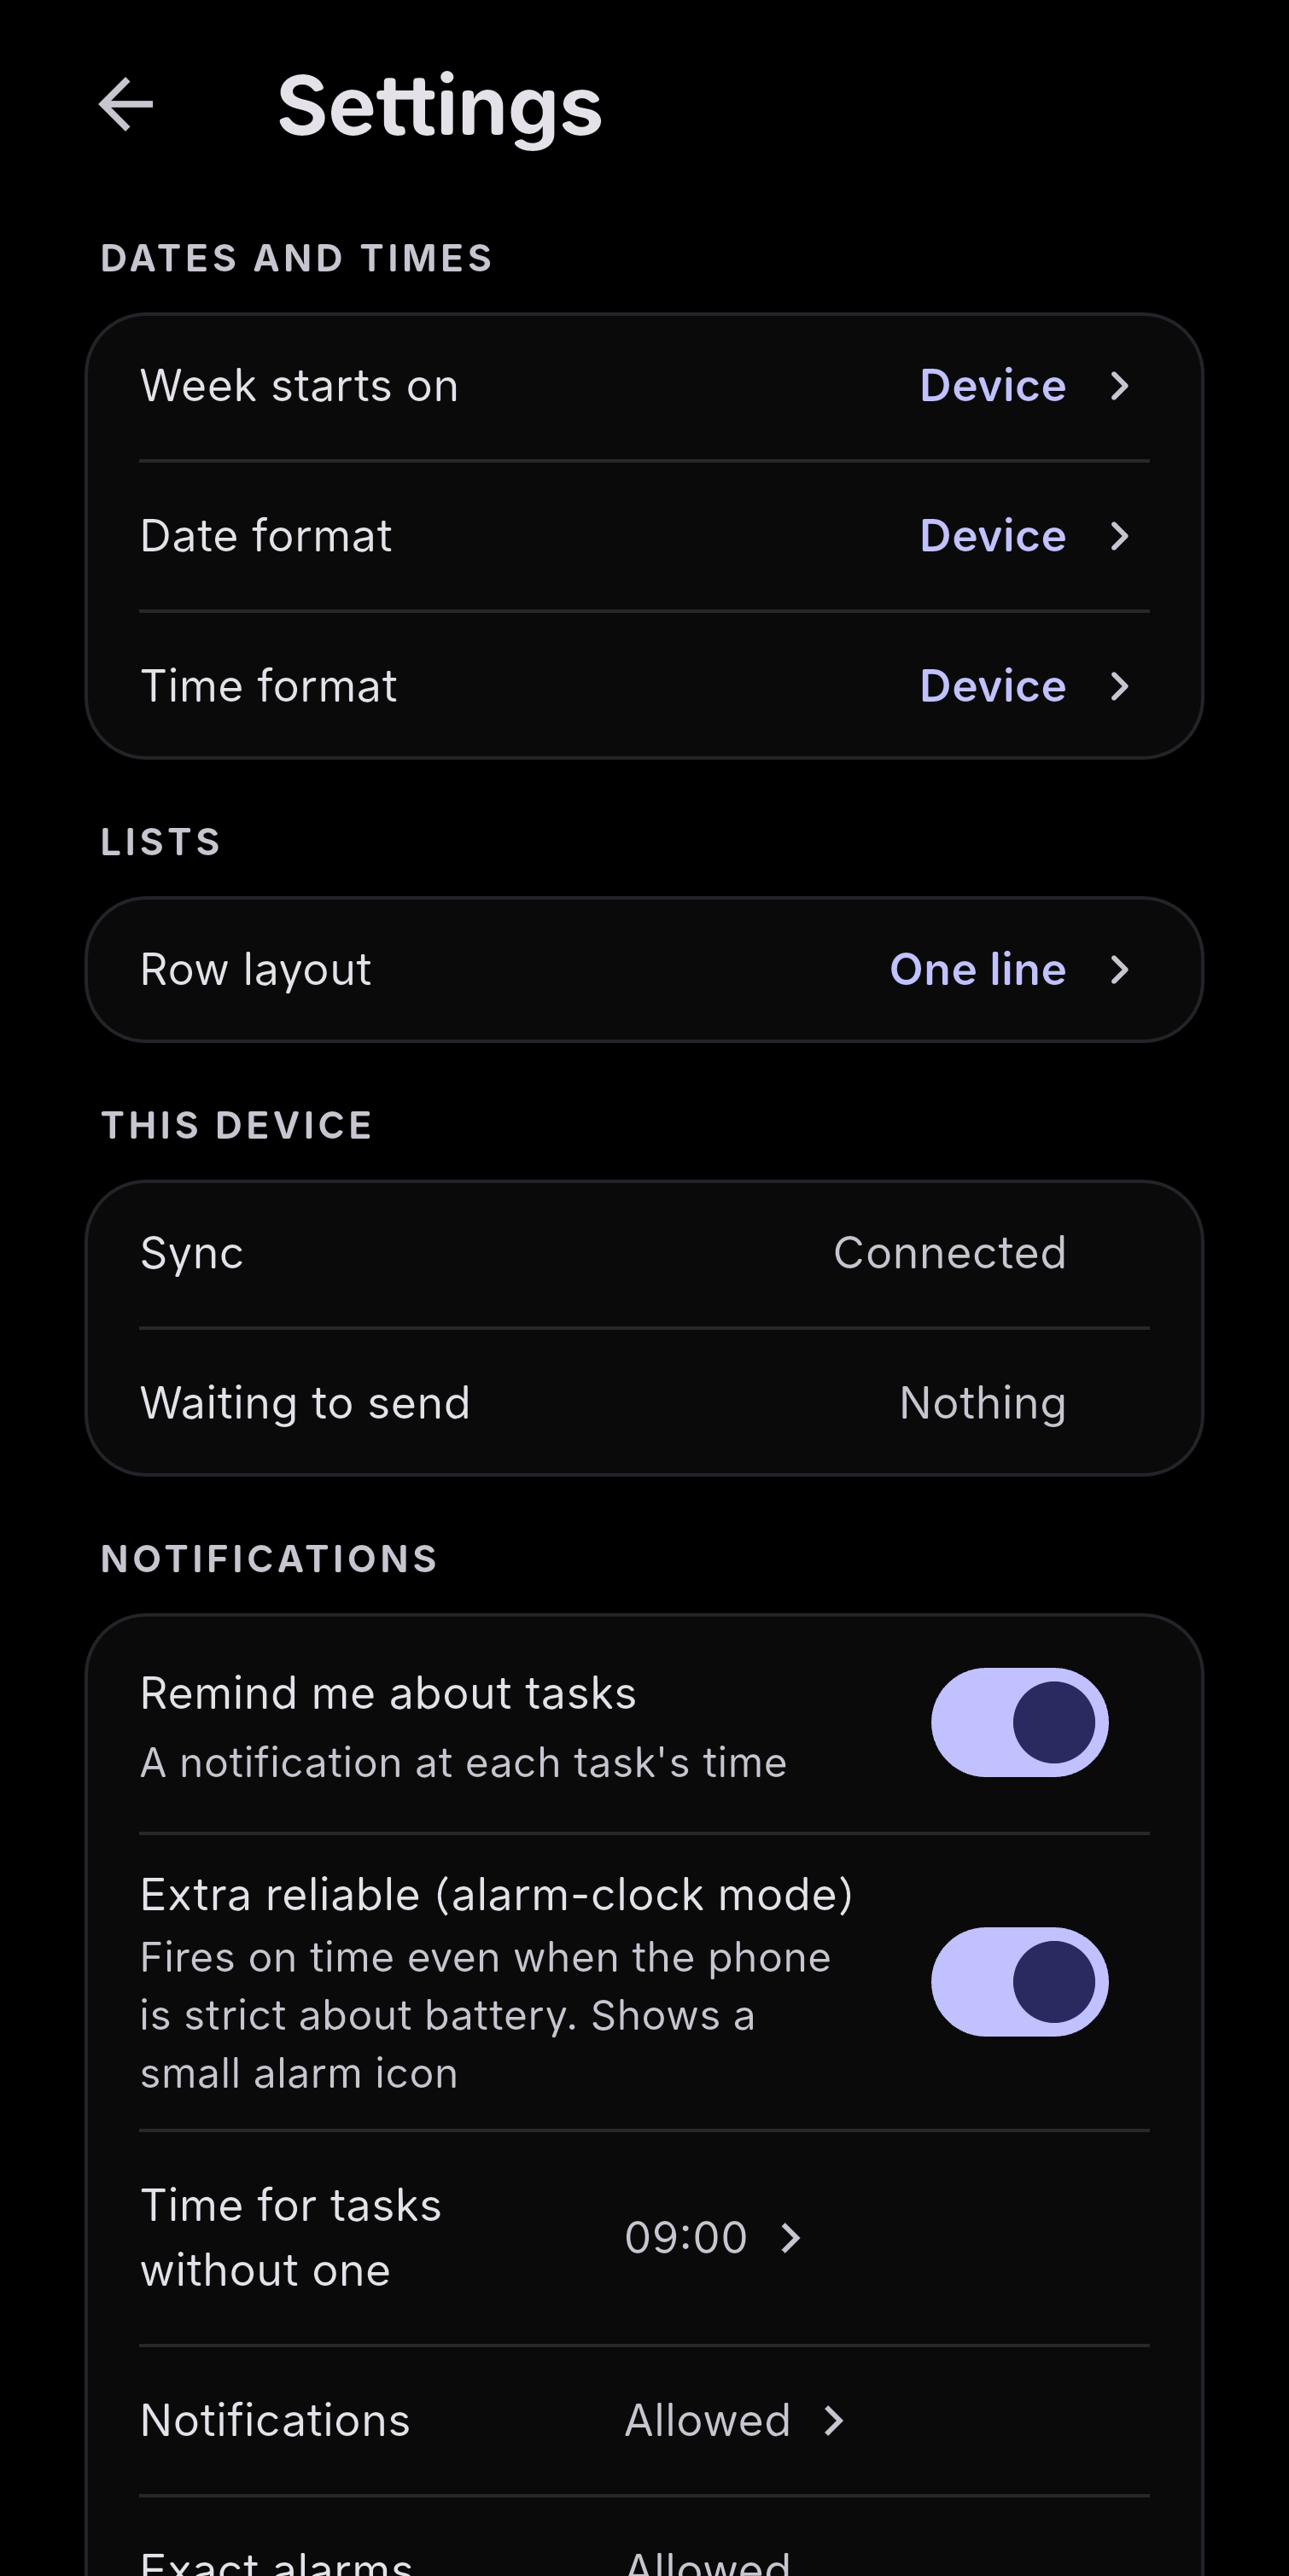 Settings
DATES AND TIMES
Week starts on Device
Date format Device
Time format Device
LISTS
Row layout One line
THIS DEVICE
Sync Connected
Waiting to send Nothing
NOTIFICATIONS
Remind me about tasks
A notification at each task's time
Extra reliable (alarm-clock mode)
Fires on time even when the phone
is strict about battery. Shows a
small alarm icon
Time for tasks
without one
09:00
Notifications Allowed
Exact alarms Allowed